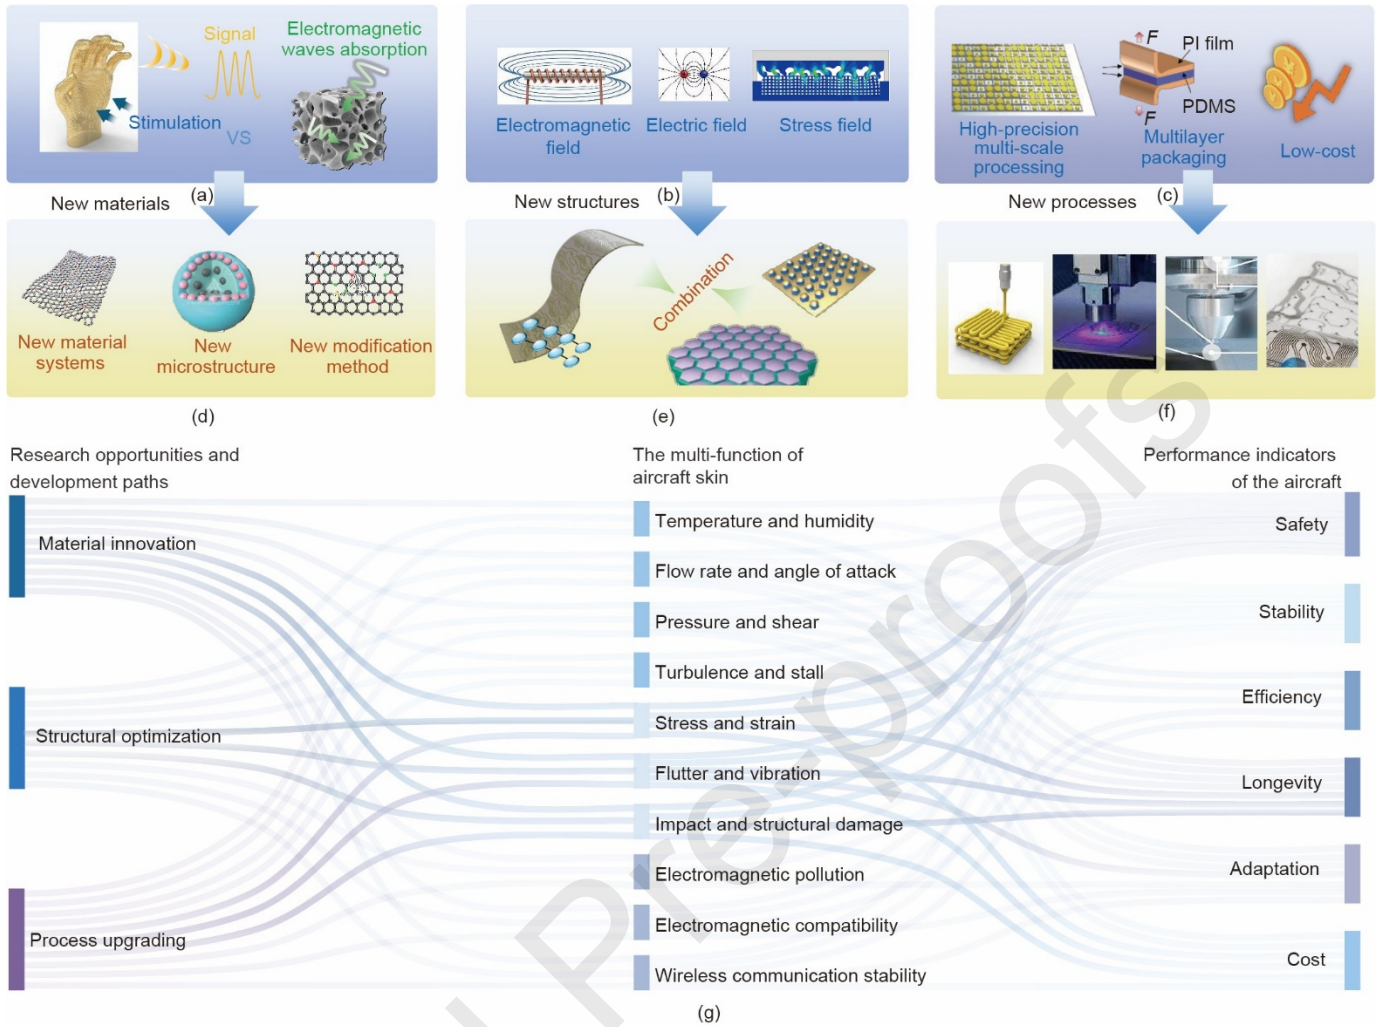 Signal
Electromagnetic
waves absorption
Stimulation
VS
(a)
Electromagnetic
field
Electric field
Stress field
(b)
F
PI film
PDMS
F
High-precision
multi-scale
processing
Multilayer
packaging
Low-cost
(c)
New materials
New structures
New processes
New material
systems
New
microstructure
New modification
method
(d)
Combination
(e)
(f)
Research opportunities and
development paths
The multi-function of
aircraft skin
Performance indicators
of the aircraft
Material innovation
Structural optimization
Process upgrading
Temperature and humidity
Flow rate and angle of attack
Pressure and shear
Turbulence and stall
Stress and strain
Flutter and vibration
Impact and structural damage
Electromagnetic pollution
Electromagnetic compatibility
Wireless communication stability
Safety
Stability
Efficiency
Longevity
Adaptation
Cost
(g)
Pre-proofs